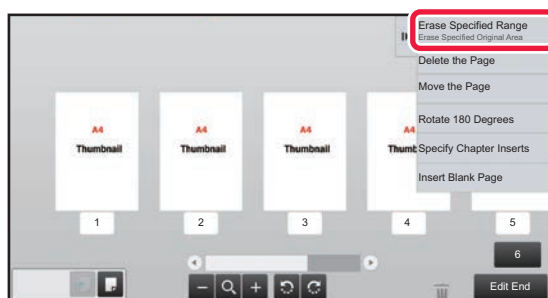 Erase Specified Range
Erase Specified Original Area
Delete the Page
Move the Page
Rotate 180 Degrees
Specify Chapter Inserts
Insert Blank Page
A4
Thumbnail
A4
Thumbnail
A4
Thumbnail
A4
Thumb
1
2
3
4
5
6
Edit End